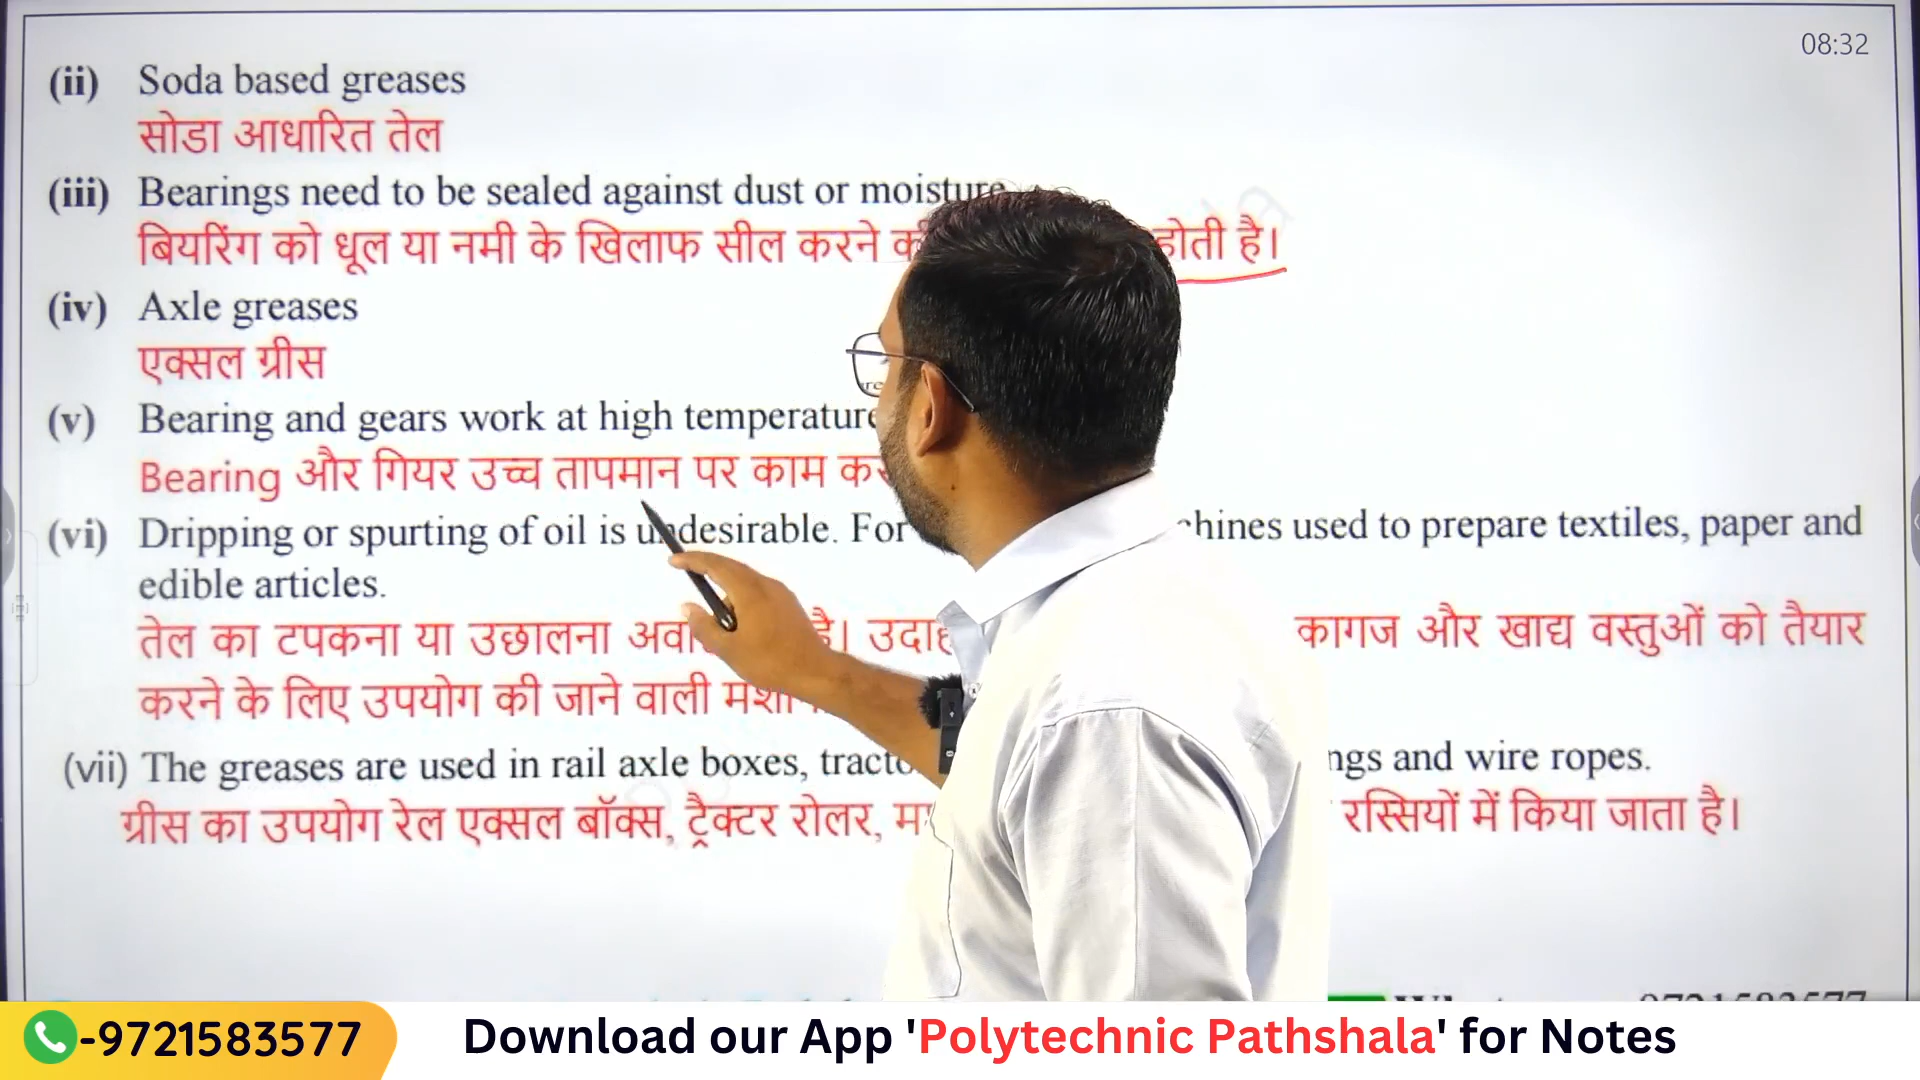 08:32
(ii) Soda based greases
सोडा आधारित तेल
(iii) Bearings need to be sealed against dust or moisture
बियरिंग को धूल या नमी के खिलाफ सील करने होती है।
(iv) Axle greases
एक्सल ग्रीस
(v) Bearing and gears work at high temperature
Bearing और गियर उच्च तापमान पर काम
(vi) Dripping or spurting of oil is undesirable. For used to prepare textiles, paper and
edible articles.
तेल का टपकना या उछालना है। कागज और खाद्य वस्तुओं को तैयार
करने के लिए उपयोग की जाने वाली
(vii) The greases are used in rail axle boxes, and wire ropes.
ग्रीस का उपयोग रेल एक्सल बॉक्स, ट्रैक्टर रोलर, रस्सियों में किया जाता है।
-9721583577
Download our App 'Polytechnic Pathshala' for Notes